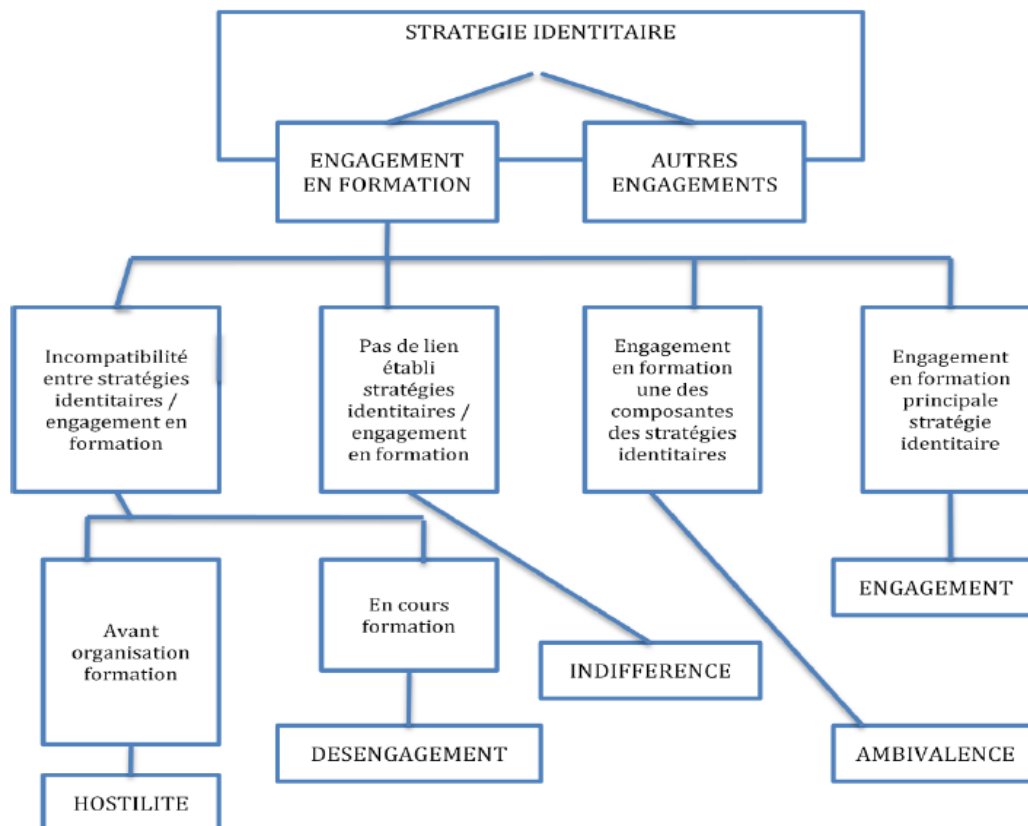 STRATEGIE IDENTITAIRE
ENGAGEMENT
EN FORMATION
AUTRES
ENGAGEMENTS
Incompatibilité
entre stratégies
identitaires /
engagement en
formation
Pas de lien
établi
stratégies
identitaires /
engagement
en formation
Engagement
en formation
une des
composantes
des stratégies
identitaires
Engagement
en formation
principale
stratégie
identitaire
Avant
organisation
formation
En cours
formation
ENGAGEMENT
INDIFFERENCE
DESENGAGEMENT
AMBIVALENCE
HOSTILITE